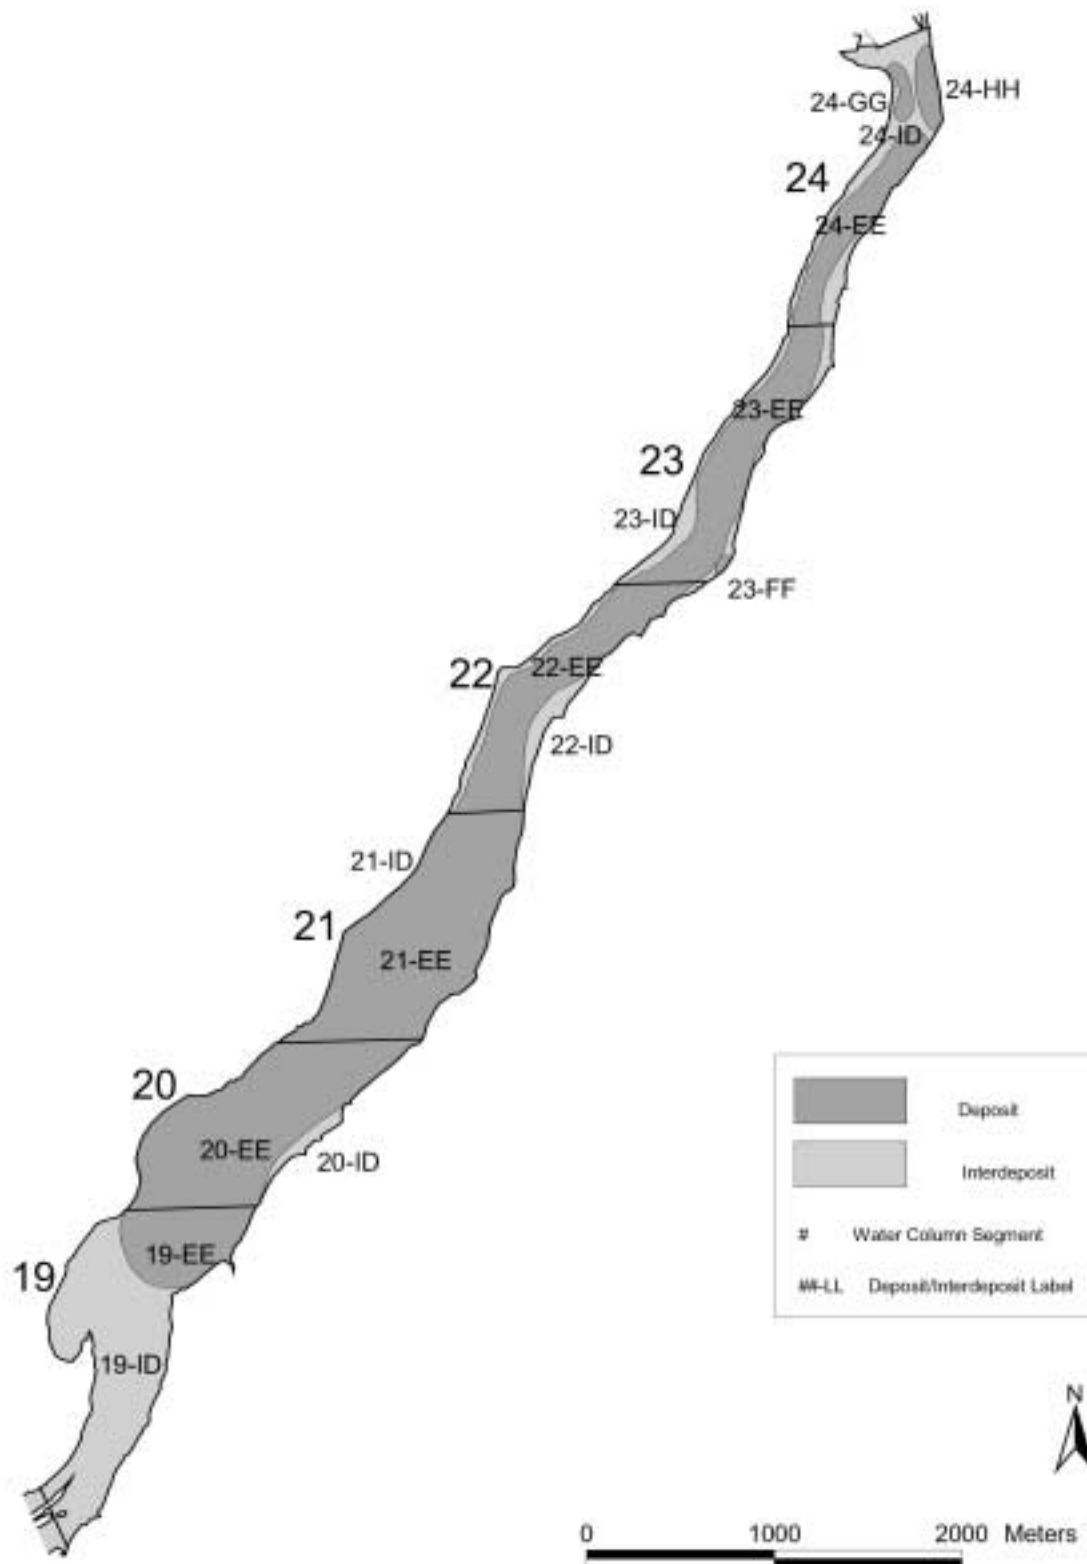 24-GG
24-HH
24-ID
24
24-EE
23-EE
23
23-ID
23-FF
22
22-EE
22-ID
21-ID
21
21-EE
20
20-EE
20-ID
19-EE
19
19-ID
Deposit
Interdeposit
# Water Column Segment
##-LL Deposit/Interdeposit Label
N
0 1000 2000 Meters